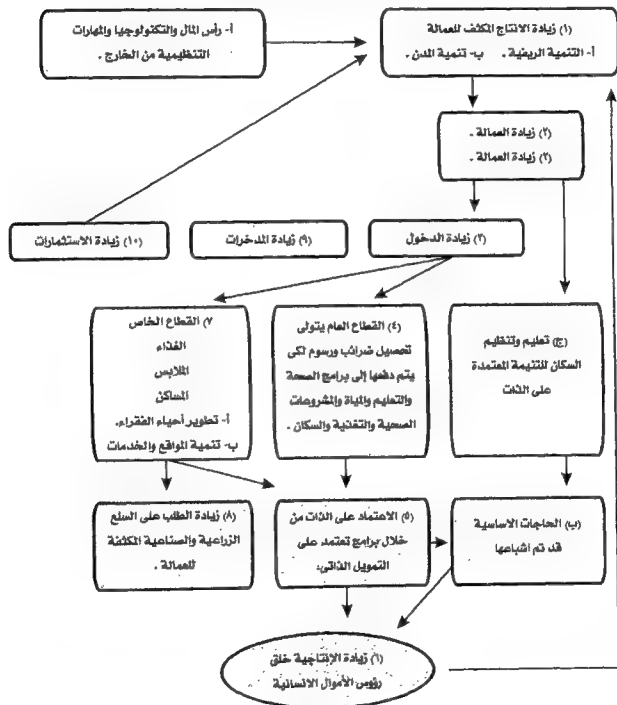 (١) زيادة الانتاج المكثف للعمالة
أ- التنمية الريفية . ب- تنمية المدن .
أ- رأس المال والتكنولوجيا والمهارات
التنظيمية من الخارج .
(٢) زيادة العمالة .
(٢) زيادة العمالة .
(٣) زيادة الدخول
(٩) زيادة المدخرات
(١٠) زيادة الاستثمارات
(ج) تعليم وتنظيم
السكان للتنيمة المعتمدة
على الذات
(٤) القطاع العام يتولى
تحصيل ضرائب ورسوم لكى
يتم دفعها إلى برامج الصحة
والتعليم والمياة والمشروعات
الصحية والتغذية والسكان .
٧) القطاع الخاص
الغذاء
الملابس
المساكن
أ- تطوير أحياء الفقراء.
ب- تنمية المواقع والخدمات
(ب) الحاجات الاساسية
قد تم اشباعها
(٥) الاعتماد على الذات من
خلال برامج تعتمد على
التمويل الذاتى.
(٨) زيادة الطلب على السلع
الزراعية والصناعية المكثفة
للعمالة .
(٦) زيادة الإنتاجية خلق
رؤوس الأموال الانسانية